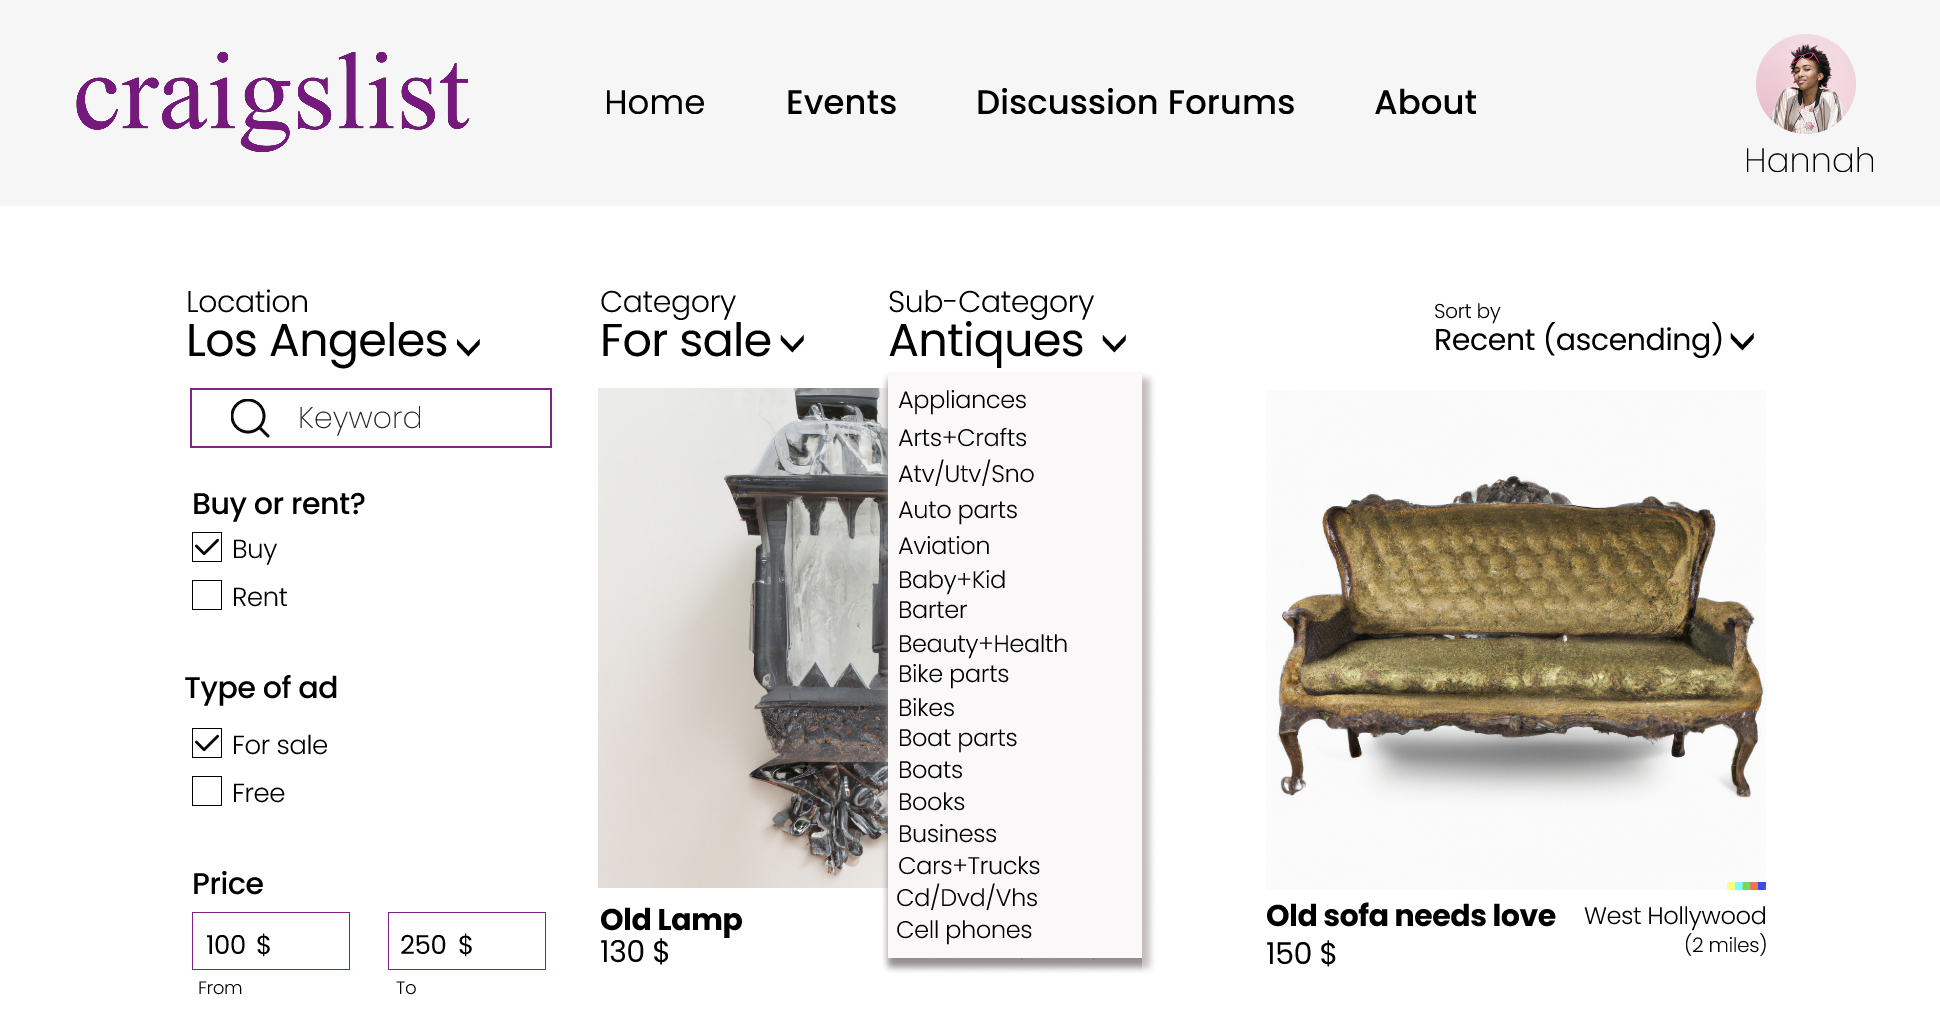 craigslist
Home
Events
Discussion Forums
About
Hannah
Location
Los Angeles
Category
For sale
Sub-Category
Antiques
Sort by
Recent (ascending)
Keyword
Buy or rent?
Buy
Rent
Type of ad
For sale
Free
Price
100 $
250 $
From
To
Appliances
Arts+Crafts
Atv/Utv/Sno
Auto parts
Aviation
Baby+Kid
Barter
Beauty+Health
Bike parts
Bikes
Boat parts
Boats
Books
Business
Cars+Trucks
Cd/Dvd/Vhs
Cell phones
Old Lamp
130 $
Old sofa needs love
150 $
West Hollywood
(2 miles)